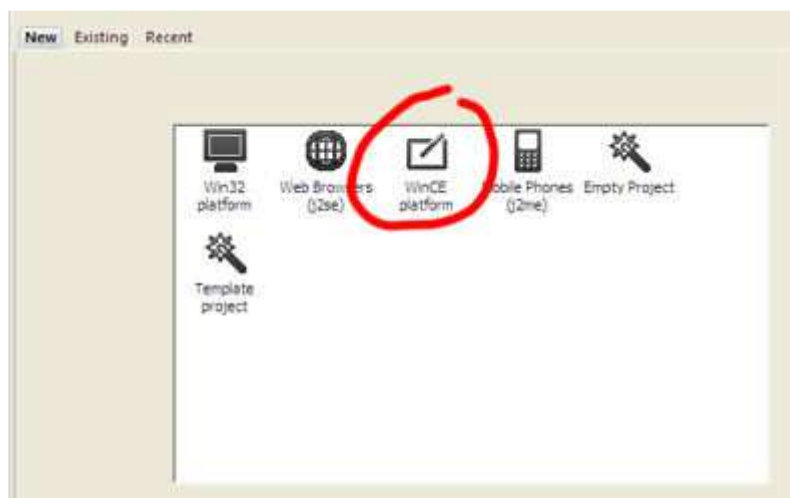 New Existing Recent
Win32 Web Browsers WinCE Mobile Phones Empty Project
platform (j2se) platform (j2me)
Template
project